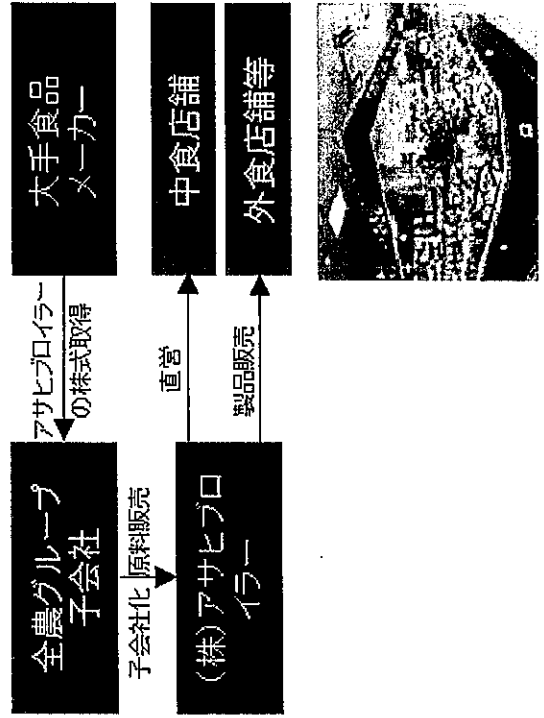 全農グループ
子会社
アサヒブロイラー
の株式取得
大手食品
メーカー
子会社化
原料販売
(株)アサヒブロ
イラー
直営
中食店舗
製品販売
外食店舗等